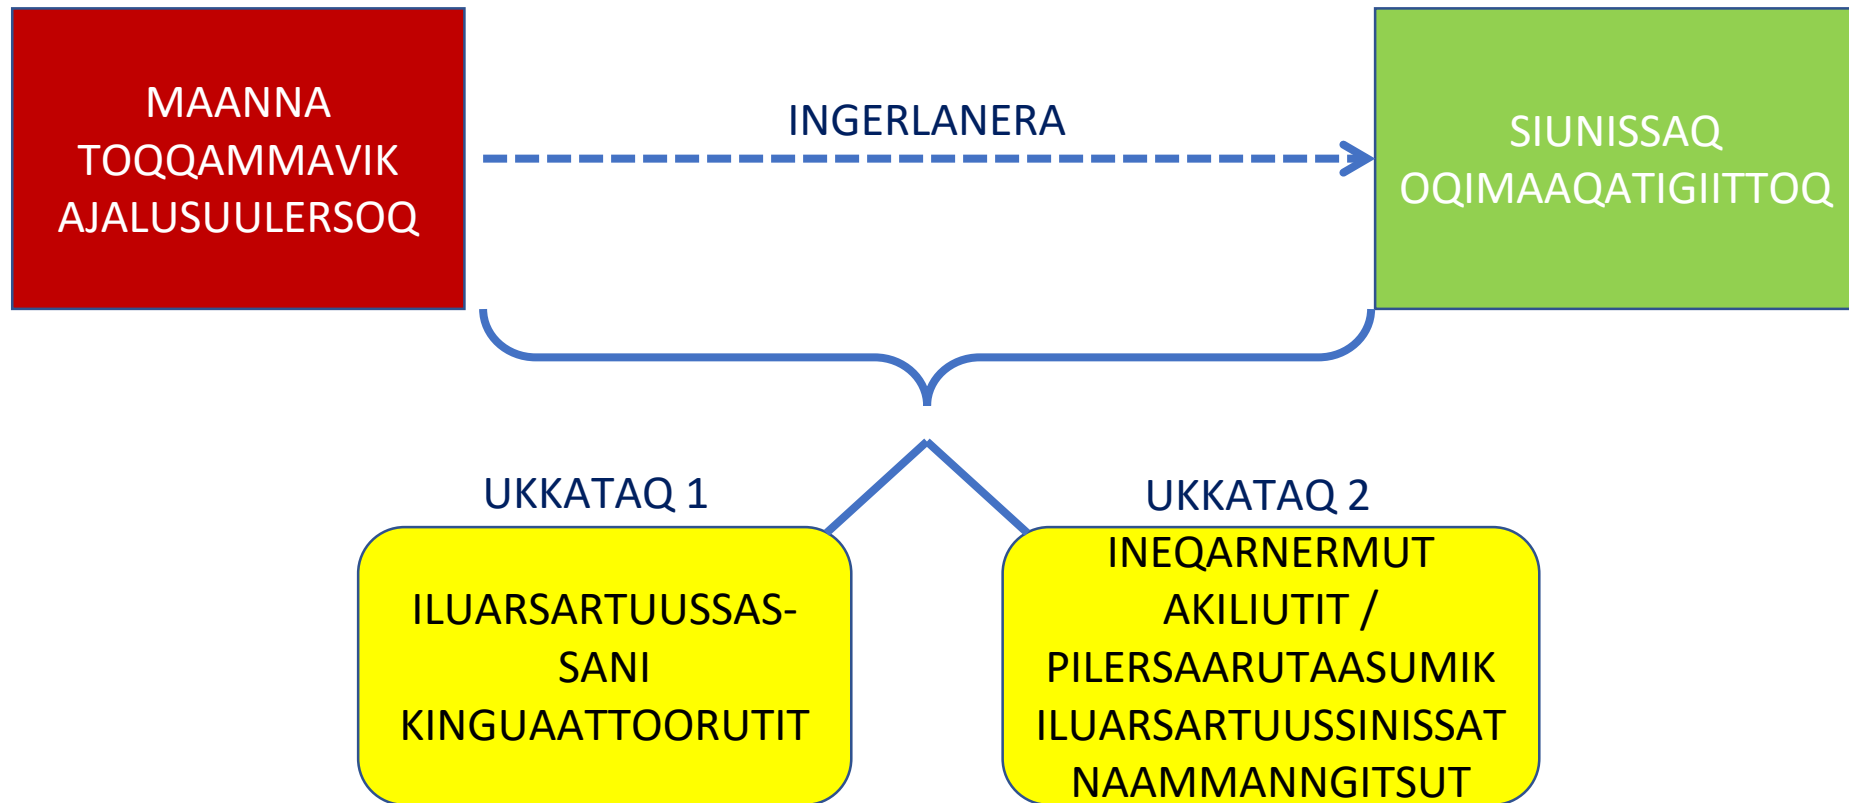 MAANNA
TOQQAMMAVIK
AJALUSUULERSOQ
INGERLANERA
SIUNISSAQ
OQIMAAQATIGIITTOQ
UKKATAQ 1
ILUARSARTUUSSAS-
SANI
KINGUAATTOORUTIT
UKKATAQ 2
INEQARNERMUT
AKILIUTIT /
PILERSAARUTAASUMIK
ILUARSARTUUSSINISSAT
NAAMMANNGITSUT